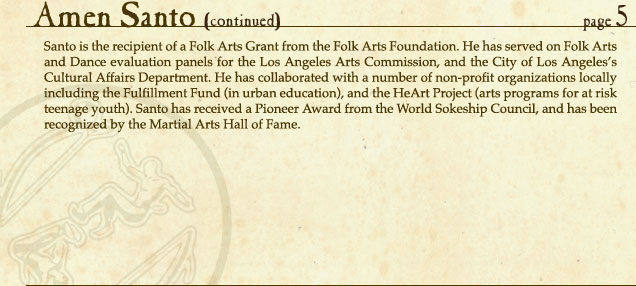 Amen Santo (continued) page 5
Santo is the recipient of a Folk Arts Grant from the Folk Arts Foundation. He has served on Folk Arts
and Dance evaluation panels for the Los Angeles Arts Commission, and the City of Los Angeles's
Cultural Affairs Department. He has collaborated with a number of non-profit organizations locally
including the Fulfillment Fund (in urban education), and the HeArt Project (arts programs for at risk
teenage youth). Santo has received a Pioneer Award from the World Sokeship Council, and has been
recognized by the Martial Arts Hall of Fame.